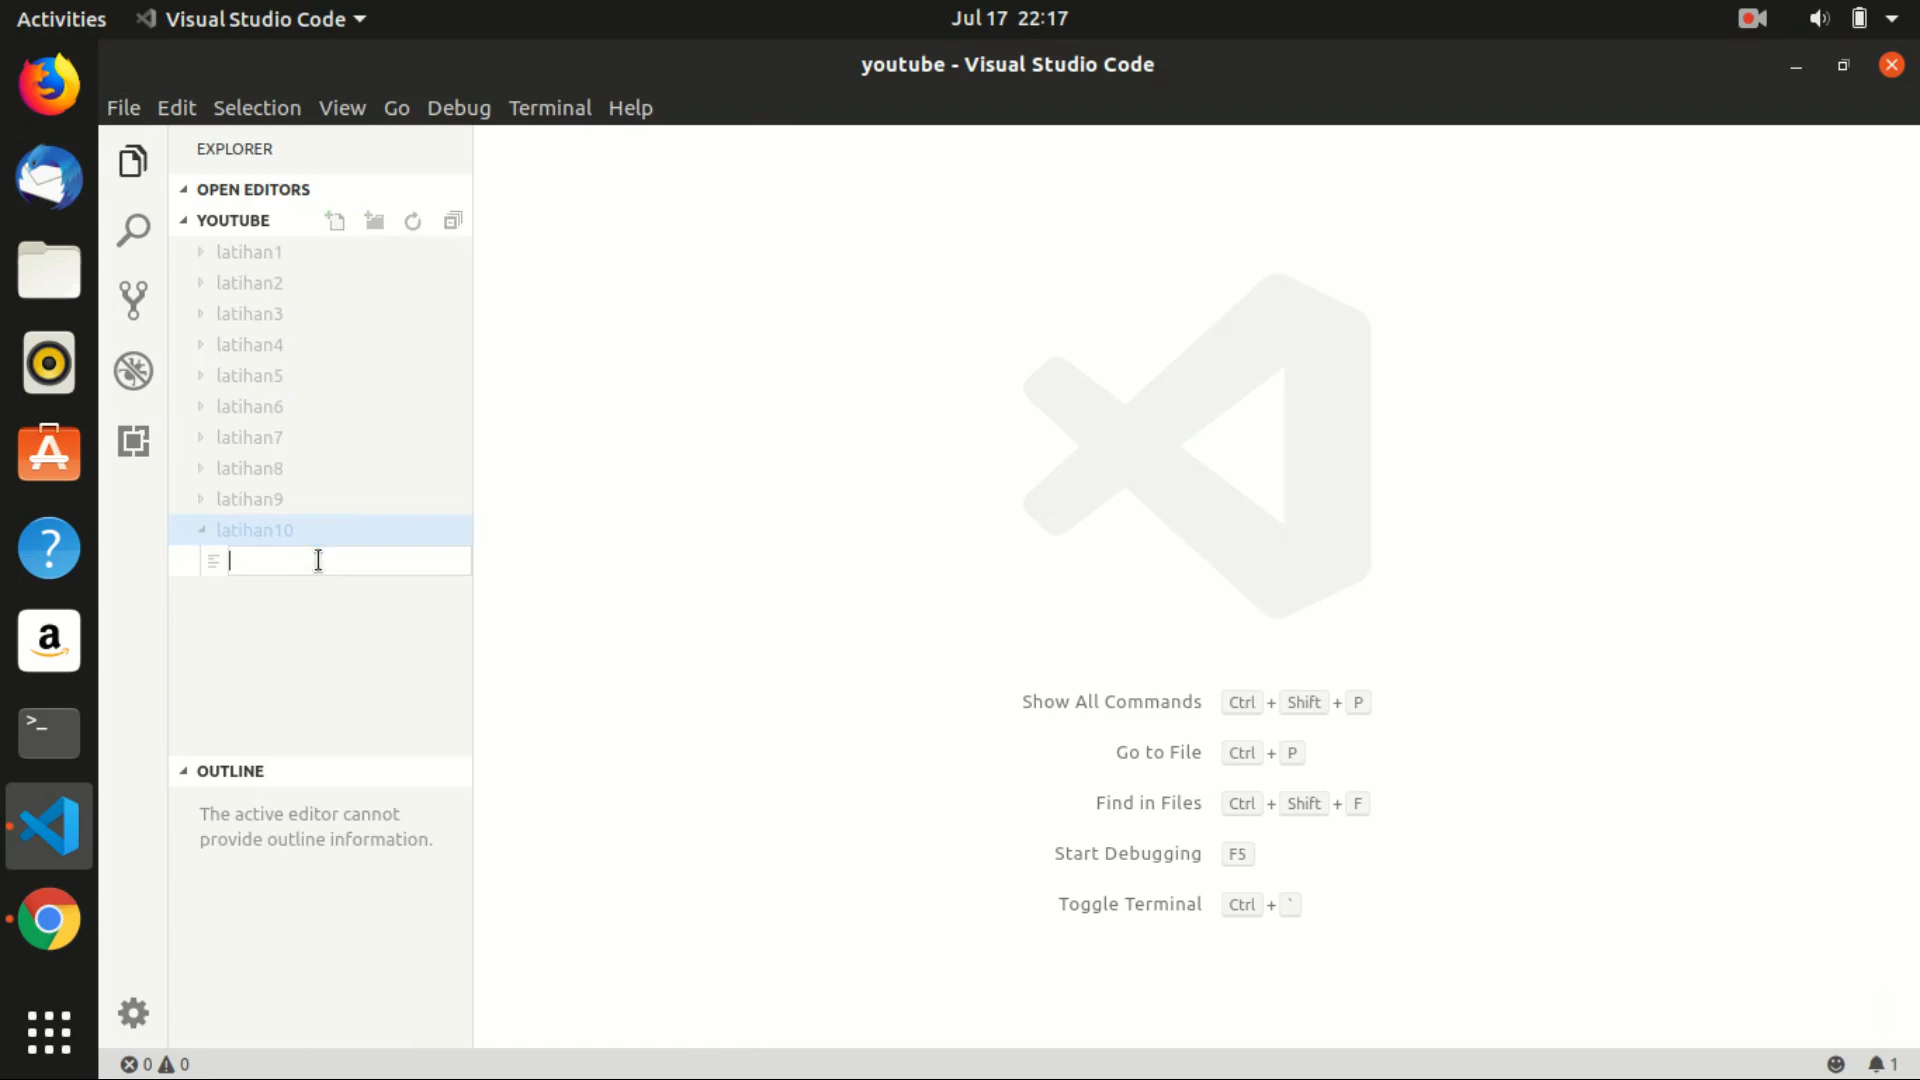 Activities Visual Studio Code Jul 17 22:17
youtube - Visual Studio Code
File Edit Selection View Go Debug Terminal Help
EXPLORER
OPEN EDITORS
YOUTUBE
latihan1
latihan2
latihan3
latihan4
latihan5
latihan6
latihan7
latihan8
latihan9
latihan10
OUTLINE
The active editor cannot
provide outline information.
Show All Commands Ctrl + Shift + P
Go to File Ctrl + P
Find in Files Ctrl + Shift + F
Start Debugging F5
Toggle Terminal Ctrl + `
0 0
1